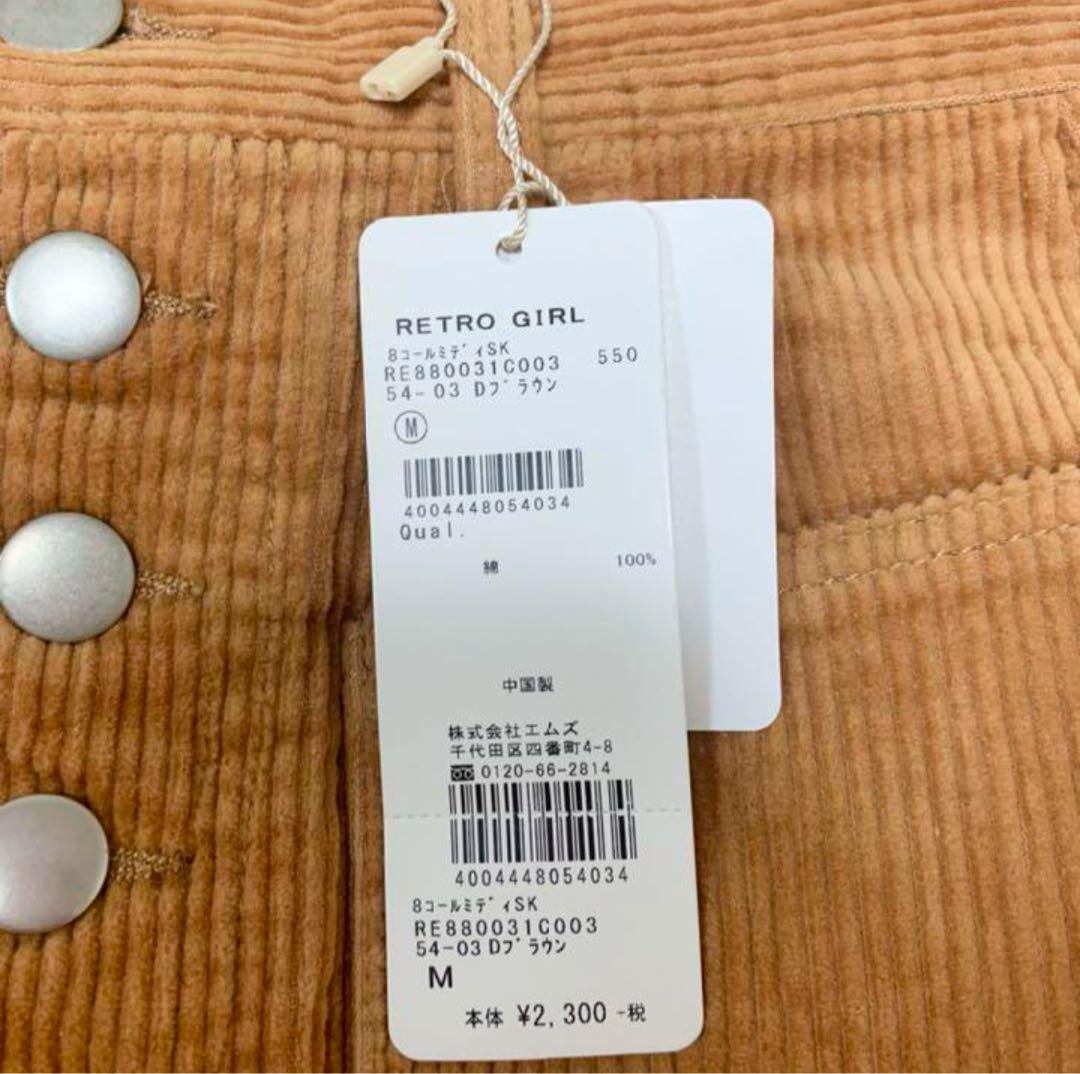 RETRO GIRL
8コールミディSK
RE880031C003 550
54-03 Dブラウン
M
4004448054034
Qual.
綿 100%
中国製
株式会社エムズ
千代田区四番町4-8
0120-66-2814
4004448054034
8コールミディSK
RE880031C003
54-03 Dブラウン
M
本体 ¥2,300 +税